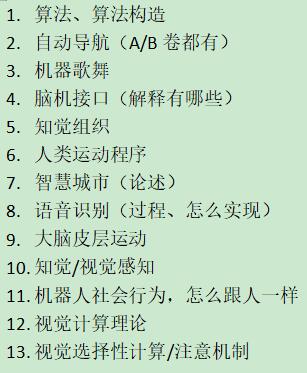 1. 算法、算法构造
2. 自动导航（A/B 卷都有）
3. 机器歌舞
4. 脑机接口（解释有哪些）
5. 知觉组织
6. 人类运动程序
7. 智慧城市（论述）
8. 语音识别（过程、怎么实现）
9. 大脑皮层运动
10. 知觉/视觉感知
11. 机器人社会行为，怎么跟人一样
12. 视觉计算理论
13. 视觉选择性计算/注意机制